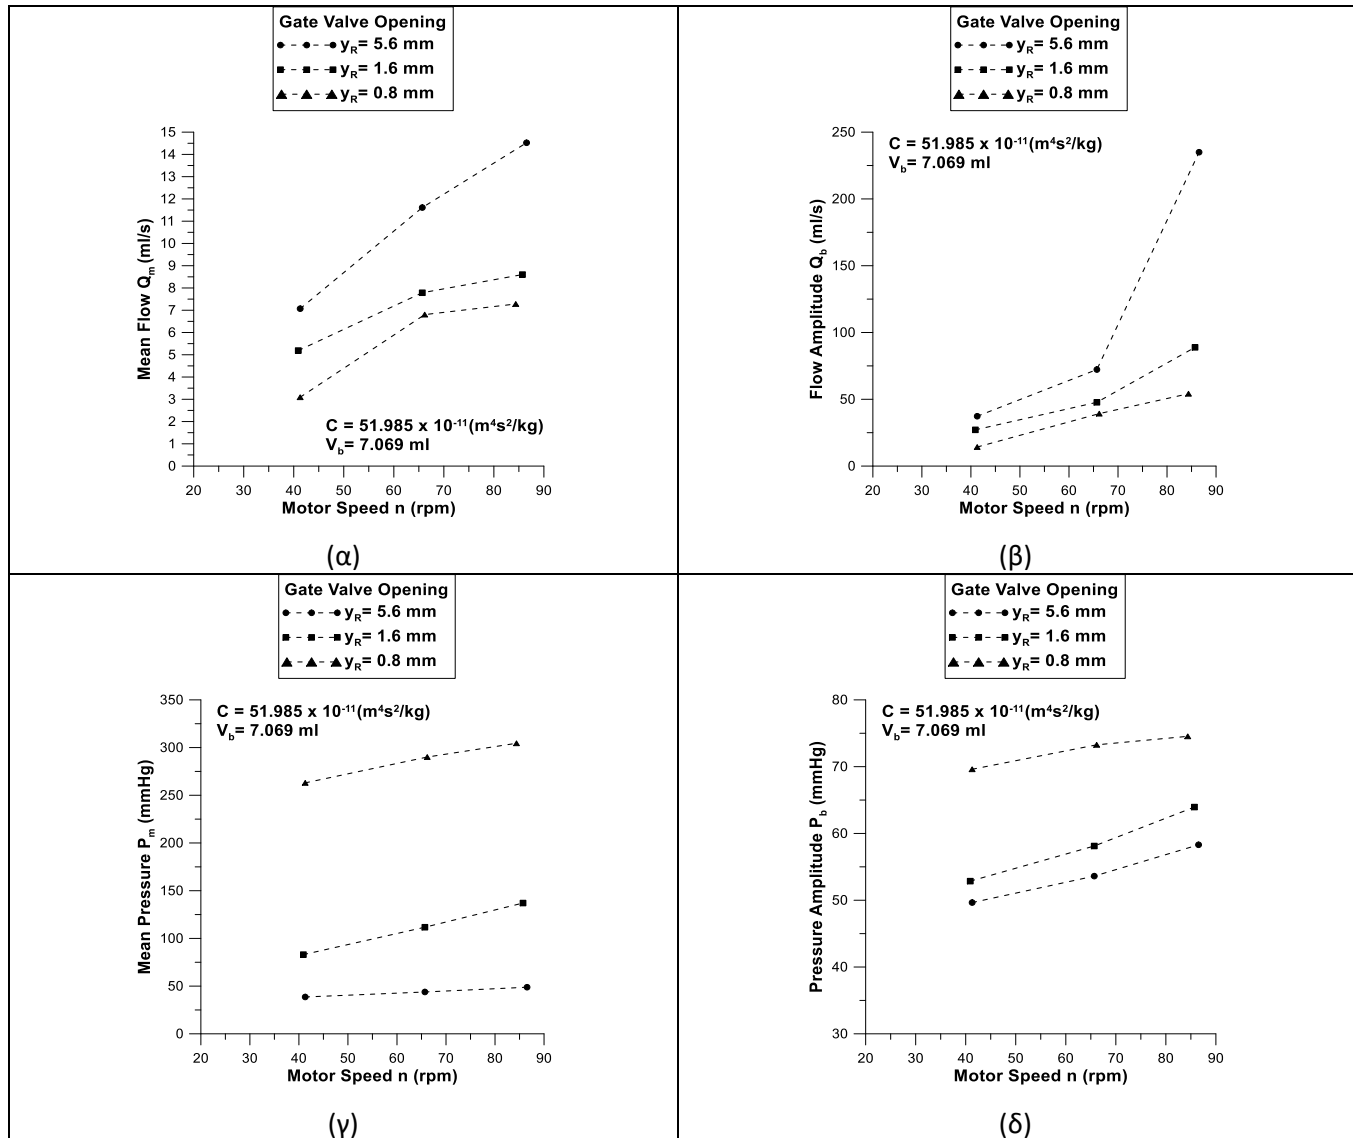 Gate Valve Opening
y_R= 5.6 mm
y_R= 1.6 mm
y_R= 0.8 mm
15
14
13
12
11
10
9
8
7
6
5
4
3
2
1
0
Mean Flow Q_m (ml/s)
C = 51.985 x 10^-11(m^4s^2/kg)
V_b= 7.069 ml
20 30 40 50 60 70 80 90
Motor Speed n (rpm)
(α)
Gate Valve Opening
y_R= 5.6 mm
y_R= 1.6 mm
y_R= 0.8 mm
C = 51.985 x 10^-11(m^4s^2/kg)
V_b= 7.069 ml
250
200
150
100
50
0
Flow Amplitude Q_b (ml/s)
20 30 40 50 60 70 80 90
Motor Speed n (rpm)
(β)
Gate Valve Opening
y_R= 5.6 mm
y_R= 1.6 mm
y_R= 0.8 mm
C = 51.985 x 10^-11(m^4s^2/kg)
V_b= 7.069 ml
350
300
250
200
150
100
50
0
Mean Pressure P_m (mmHg)
20 30 40 50 60 70 80 90
Motor Speed n (rpm)
(γ)
Gate Valve Opening
y_R= 5.6 mm
y_R= 1.6 mm
y_R= 0.8 mm
C = 51.985 x 10^-11(m^4s^2/kg)
V_b= 7.069 ml
80
70
60
50
40
30
Pressure Amplitude P_b (mmHg)
20 30 40 50 60 70 80 90
Motor Speed n (rpm)
(δ)